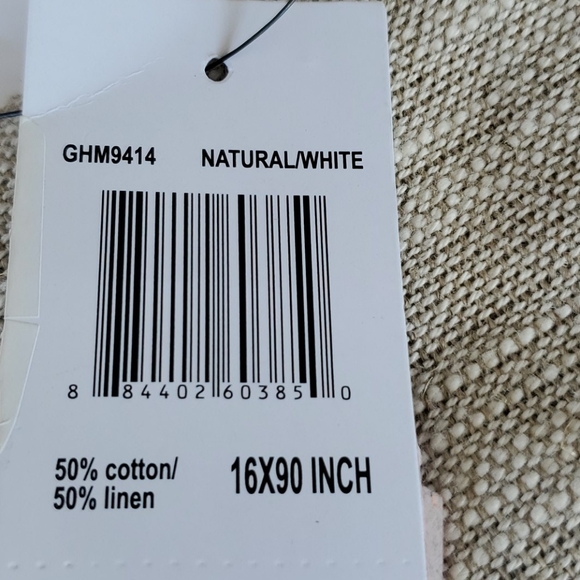 GHM9414 NATURAL/WHITE
8 84402 60385 0
50% cotton/
50% linen
16X90 INCH